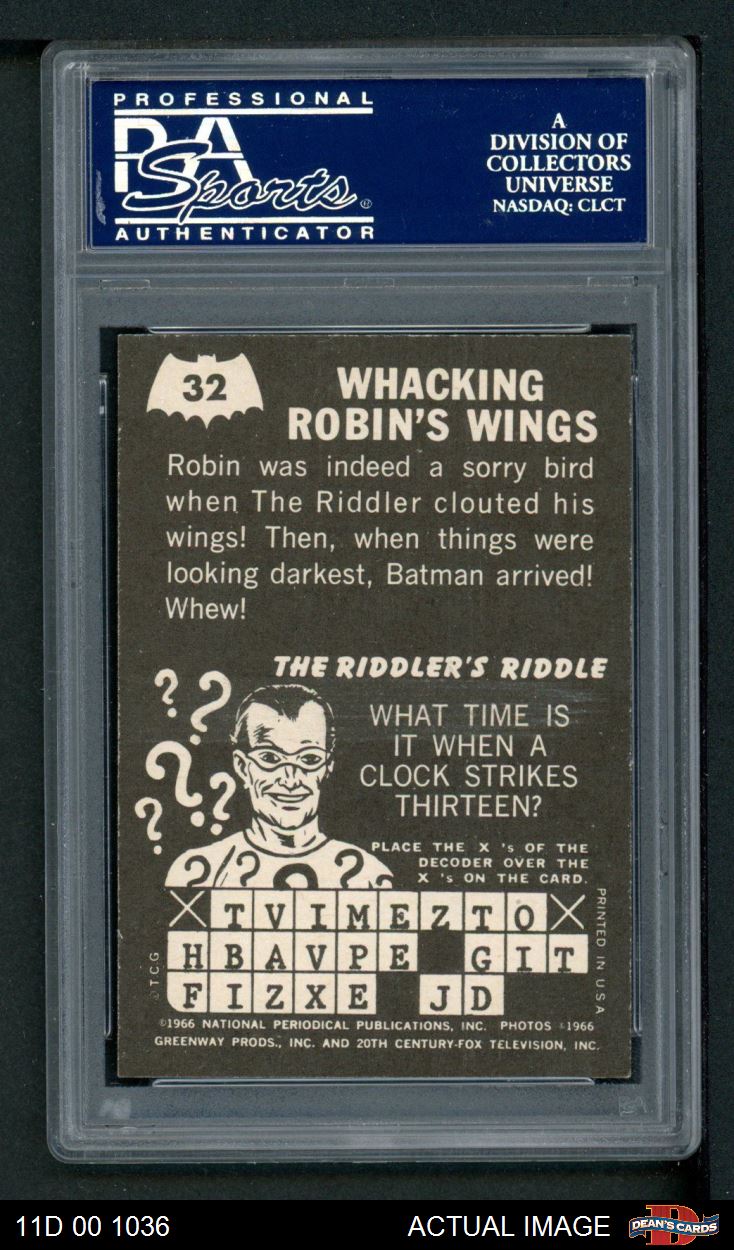 PROFESSIONAL
PSA
Sports®
AUTHENTICATOR
A
DIVISION OF
COLLECTORS
UNIVERSE
NASDAQ: CLCT
32
WHACKING
ROBIN'S WINGS
Robin was indeed a sorry bird
when The Riddler clouted his
wings! Then, when things were
looking darkest, Batman arrived!
Whew!
THE RIDDLER'S RIDDLE
WHAT TIME IS
IT WHEN A
CLOCK STRIKES
THIRTEEN?
PLACE THE X 's OF THE
DECODER OVER THE
X 's ON THE CARD.
X T V I M E Z T O X
H B A V P E G I T
F I Z X E J D
© T.C.G
PRINTED IN U S A
©1966 NATIONAL PERIODICAL PUBLICATIONS, INC. PHOTOS ©1966
GREENWAY PRODS., INC. AND 20TH CENTURY-FOX TELEVISION, INC.
11D 00 1036
ACTUAL IMAGE
D
DEAN'S CARDS